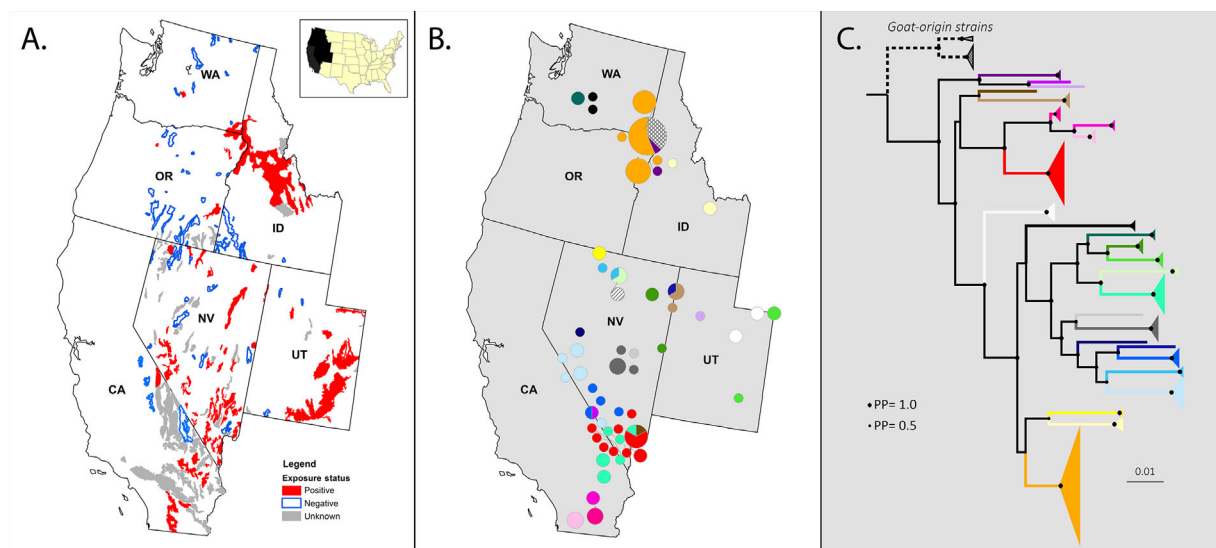 A.
WA
OR
ID
NV
UT
CA
Legend
Exposure status
Positive
Negative
Unknown
B.
WA
OR
ID
NV
UT
CA
C.
Goat-origin strains
PP= 1.0
PP= 0.5
0.01